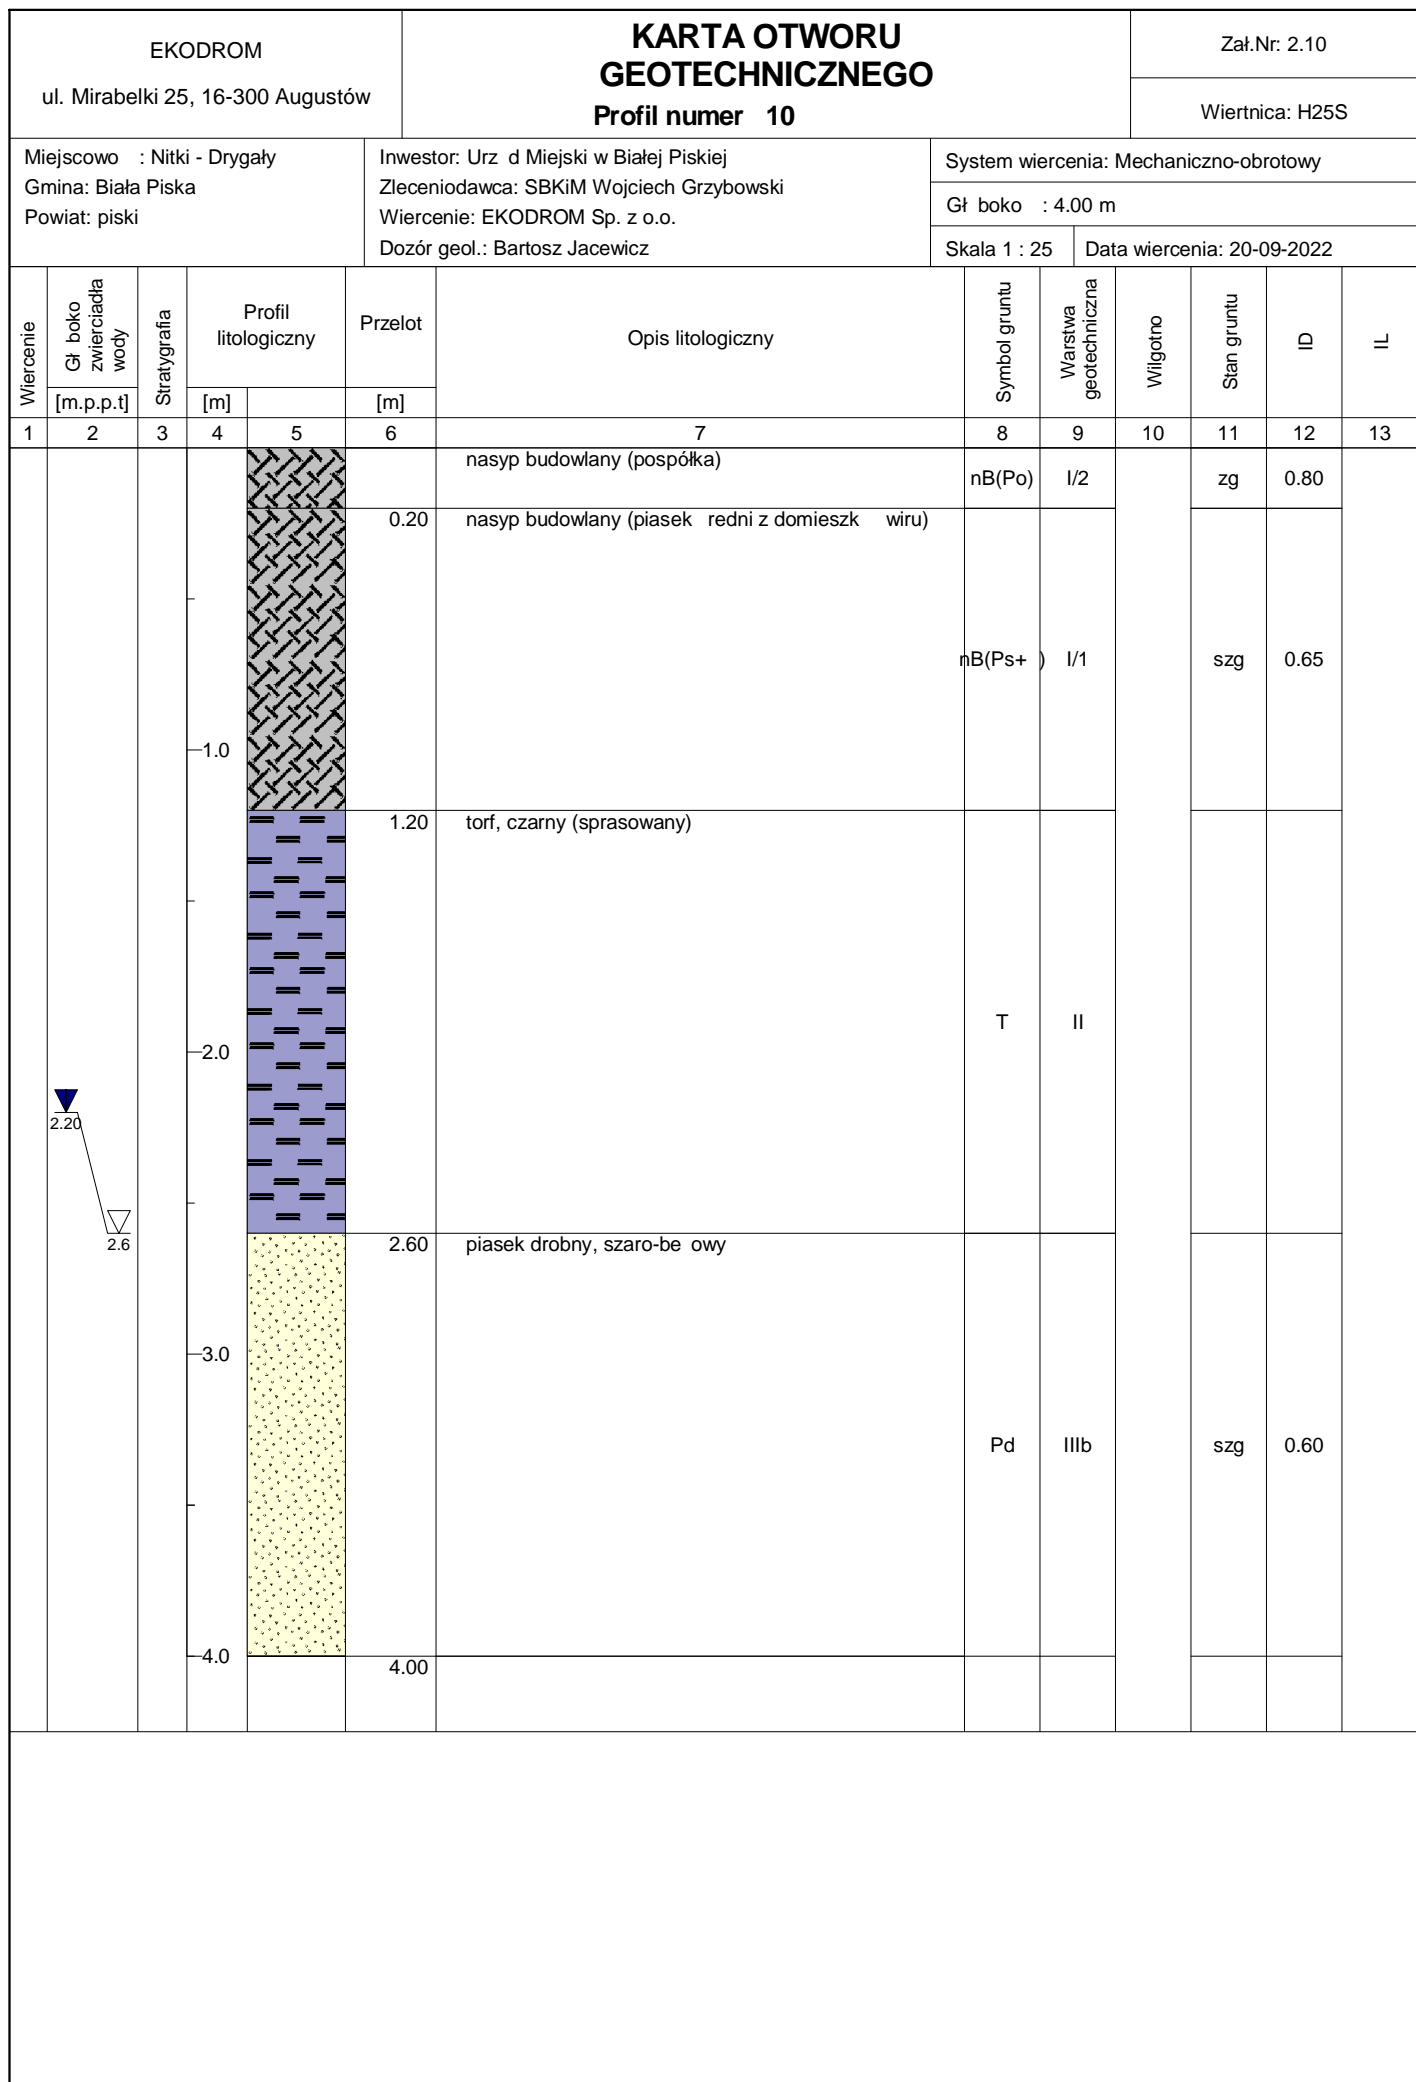 EKODROM
ul. Mirabelki 25, 16-300 Augustów
KARTA OTWORU
GEOTECHNICZNEGO
Profil numer 10
Zał.Nr: 2.10
Wiertnica: H25S
Miejscowo : Nitki - Drygały
Gmina: Biała Piska
Powiat: piski
Inwestor: Urz d Miejski w Białej Piskiej
Zleceniodawca: SBKiM Wojciech Grzybowski
Wiercenie: EKODROM Sp. z o.o.
Dozór geol.: Bartosz Jacewicz
System wiercenia: Mechaniczno-obrotowy
Gł boko : 4.00 m
Skala 1 : 25
Data wiercenia: 20-09-2022
Wiercenie
Gł boko
zwierciadła
wody
[m.p.p.t]
Stratygrafia
Profil
litologiczny
[m]
Przelot
[m]
Opis litologiczny
Symbol gruntu
Warstwa
geotechniczna
Wilgotno
Stan gruntu
ID
IL
1 2 3 4 5 6 7 8 9 10 11 12 13
nasyp budowlany (pospółka)
nB(Po) I/2 zg 0.80
0.20 nasyp budowlany (piasek redni z domieszk wiru)
nB(Ps+ ) I/1 szg 0.65
1.0
1.20 torf, czarny (sprasowany)
T II
2.0
2.20
2.6
2.60 piasek drobny, szaro-be owy
3.0
Pd IIIb szg 0.60
4.0
4.00